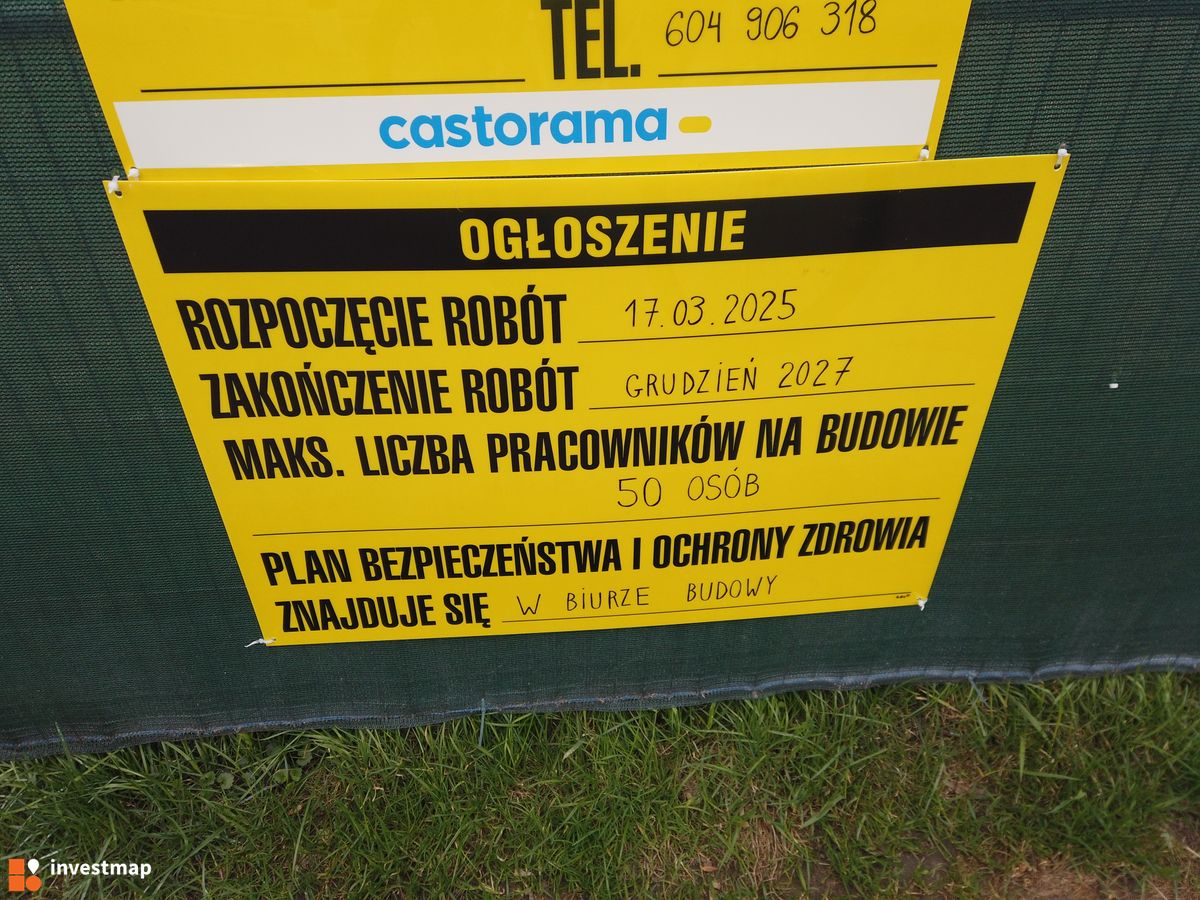 TEL. 604 906 318
castorama
OGŁOSZENIE
ROZPOCZĘCIE ROBÓT 17.03.2025
ZAKOŃCZENIE ROBÓT GRUDZIEŃ 2027
MAKS. LICZBA PRACOWNIKÓW NA BUDOWIE
50 OSÓB
PLAN BEZPIECZEŃSTWA I OCHRONY ZDROWIA
ZNAJDUJE SIĘ W BIURZE BUDOWY
investmap